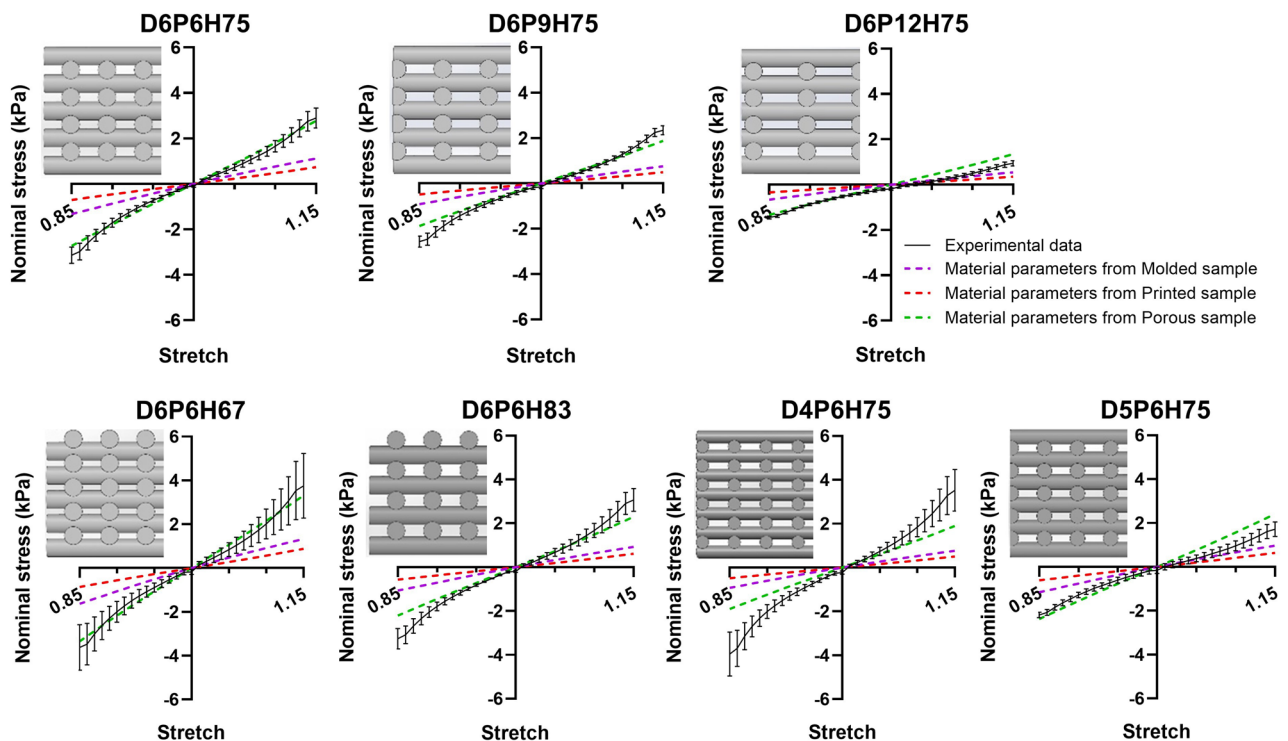 D6P6H75
Nominal stress (kPa)
6
4
2
-2
-4
-6
0.85
1.15
Stretch
D6P9H75
Nominal stress (kPa)
6
4
2
-2
-4
-6
0.85
1.15
Stretch
D6P12H75
Nominal stress (kPa)
6
4
2
-2
-4
-6
0.85
1.15
Stretch
Experimental data
Material parameters from Molded sample
Material parameters from Printed sample
Material parameters from Porous sample
D6P6H67
Nominal stress (kPa)
6
4
2
-2
-4
-6
0.85
1.15
Stretch
D6P6H83
Nominal stress (kPa)
6
4
2
-2
-4
-6
0.85
1.15
Stretch
D4P6H75
Nominal stress (kPa)
6
4
2
-2
-4
-6
0.85
1.15
Stretch
D5P6H75
Nominal stress (kPa)
6
4
2
-2
-4
-6
0.85
1.15
Stretch